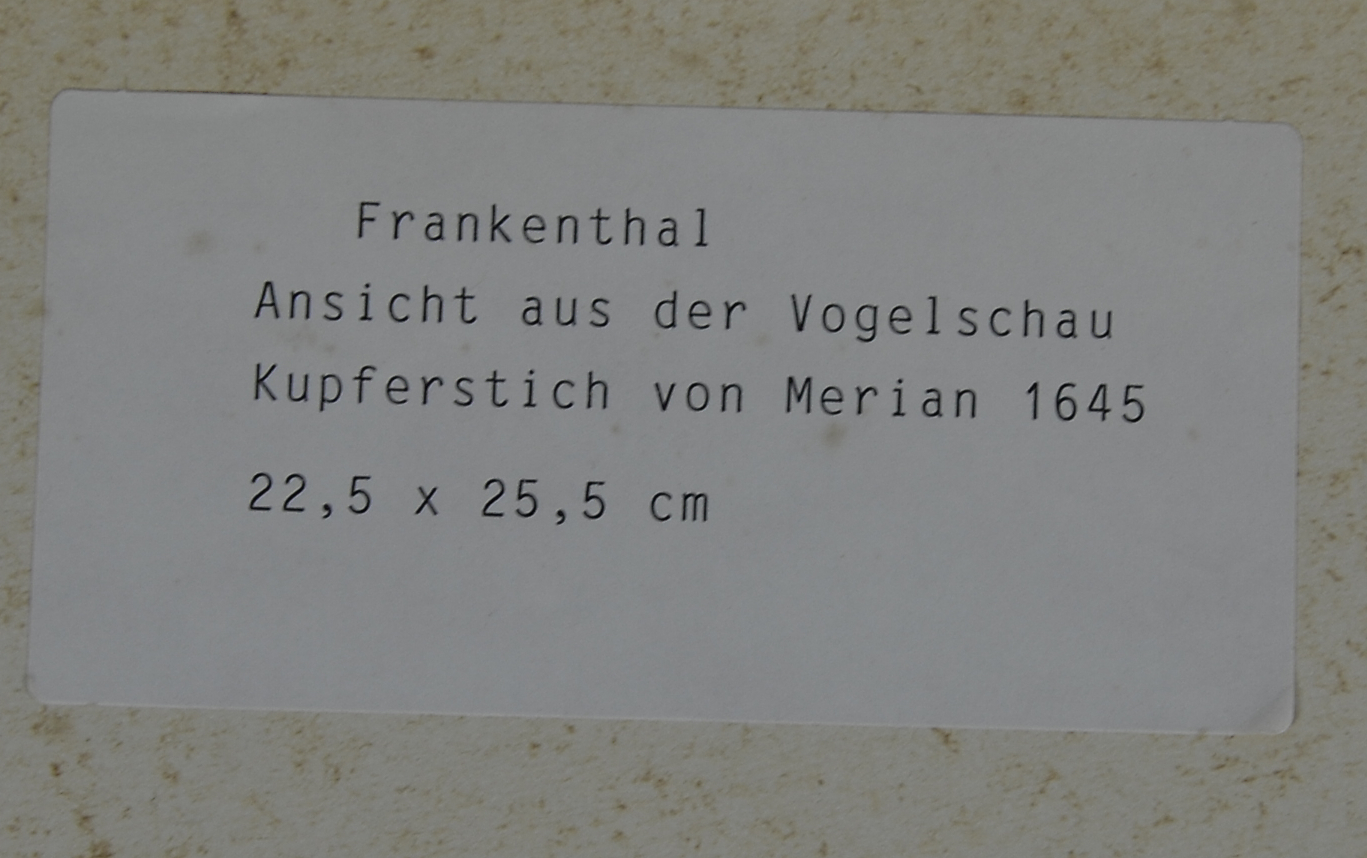 Frankenthal
Ansicht aus der Vogelschau
Kupferstich von Merian 1645
22,5 x 25,5 cm